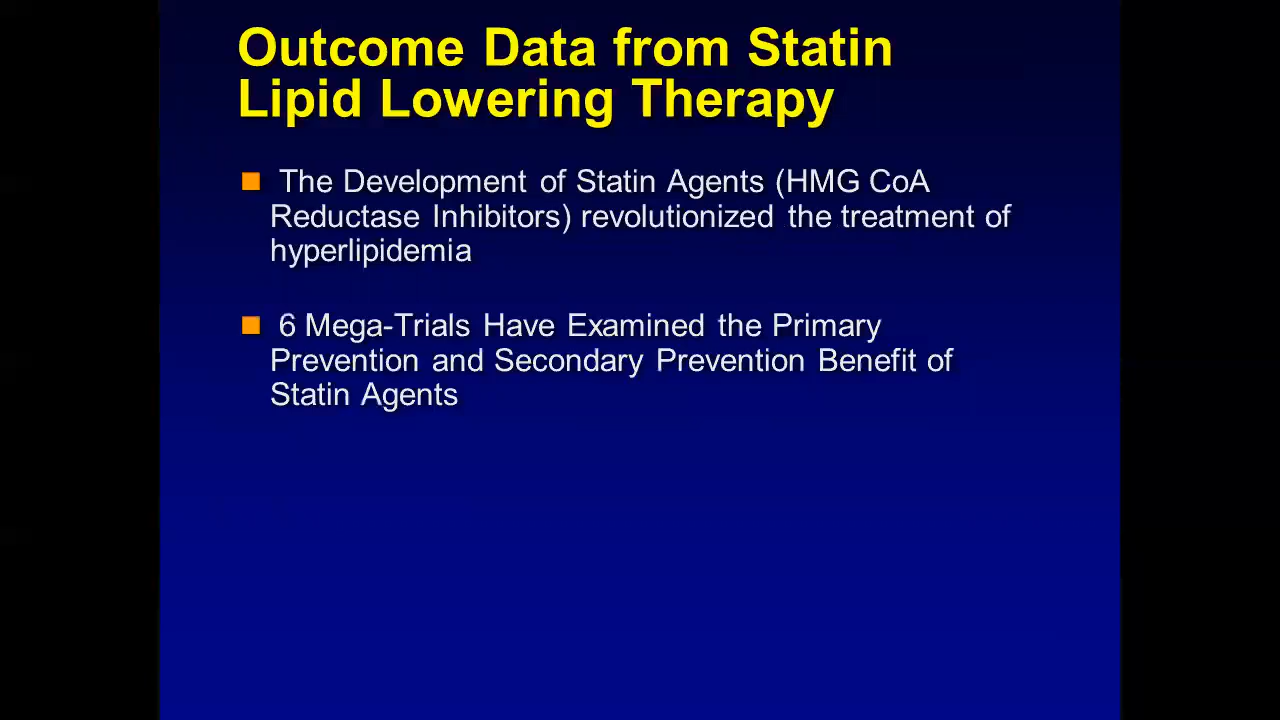 Outcome Data from Statin
Lipid Lowering Therapy
The Development of Statin Agents (HMG CoA
Reductase Inhibitors) revolutionized the treatment of
hyperlipidemia
6 Mega-Trials Have Examined the Primary
Prevention and Secondary Prevention Benefit of
Statin Agents